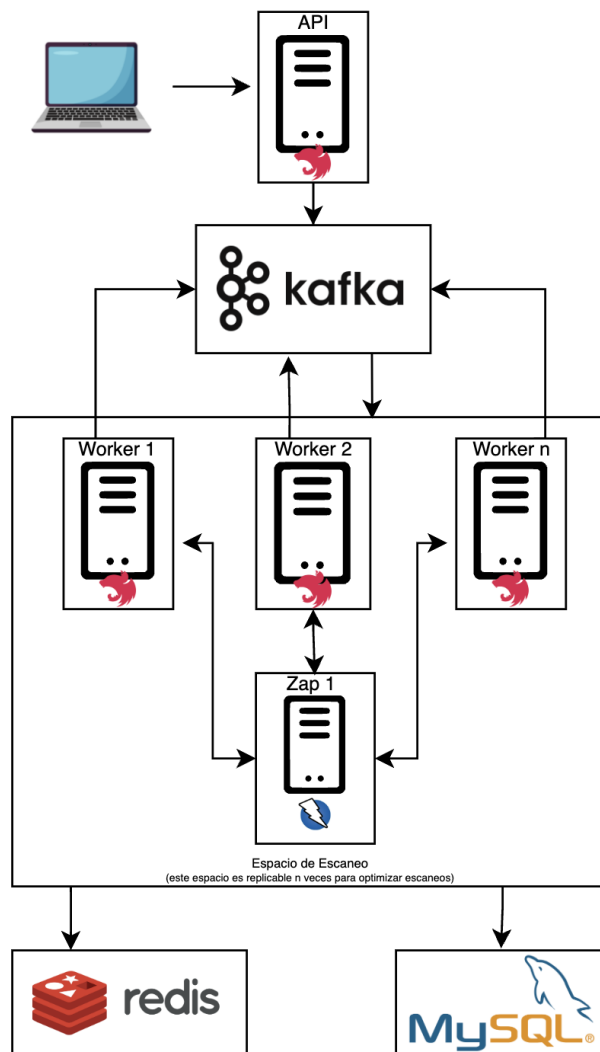 API
kafka
Worker 1
Worker 2
Worker n
Zap 1
Espacio de Escaneo
(este espacio es replicable n veces para optimizar escaneos)
redis
MySQL®